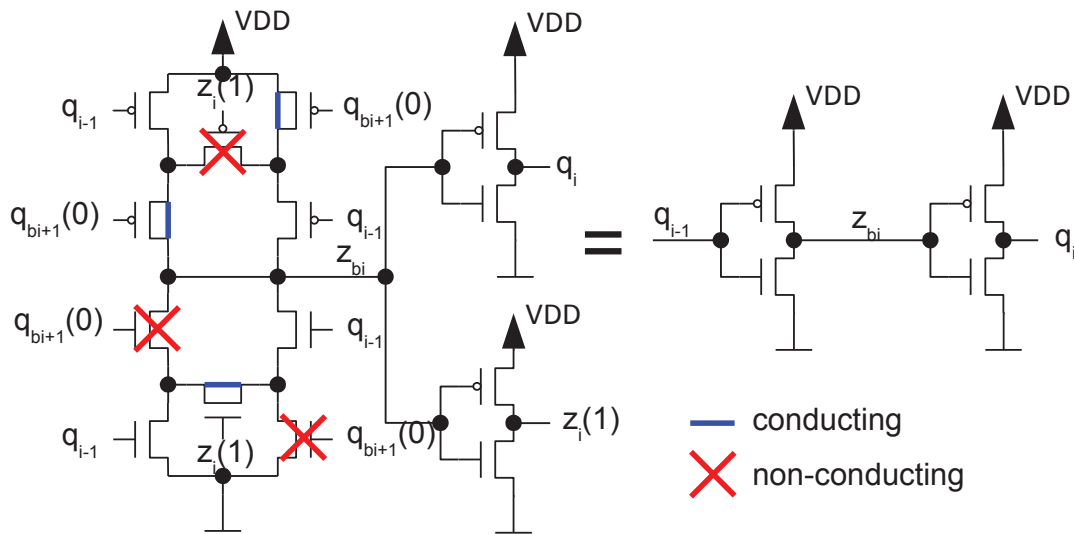 VDD
VDD
z_i(1)
q_{i-1}
q_{bi+1}(0)
VDD
VDD
q_i
q_{bi+1}(0)
q_{i-1}
q_{i-1}
z_{bi}
z_{bi}
q_i
=
q_{bi+1}(0)
q_{i-1}
VDD
q_{i-1}
z_i(1)
q_{bi+1}(0)
z_i(1)
conducting
non-conducting